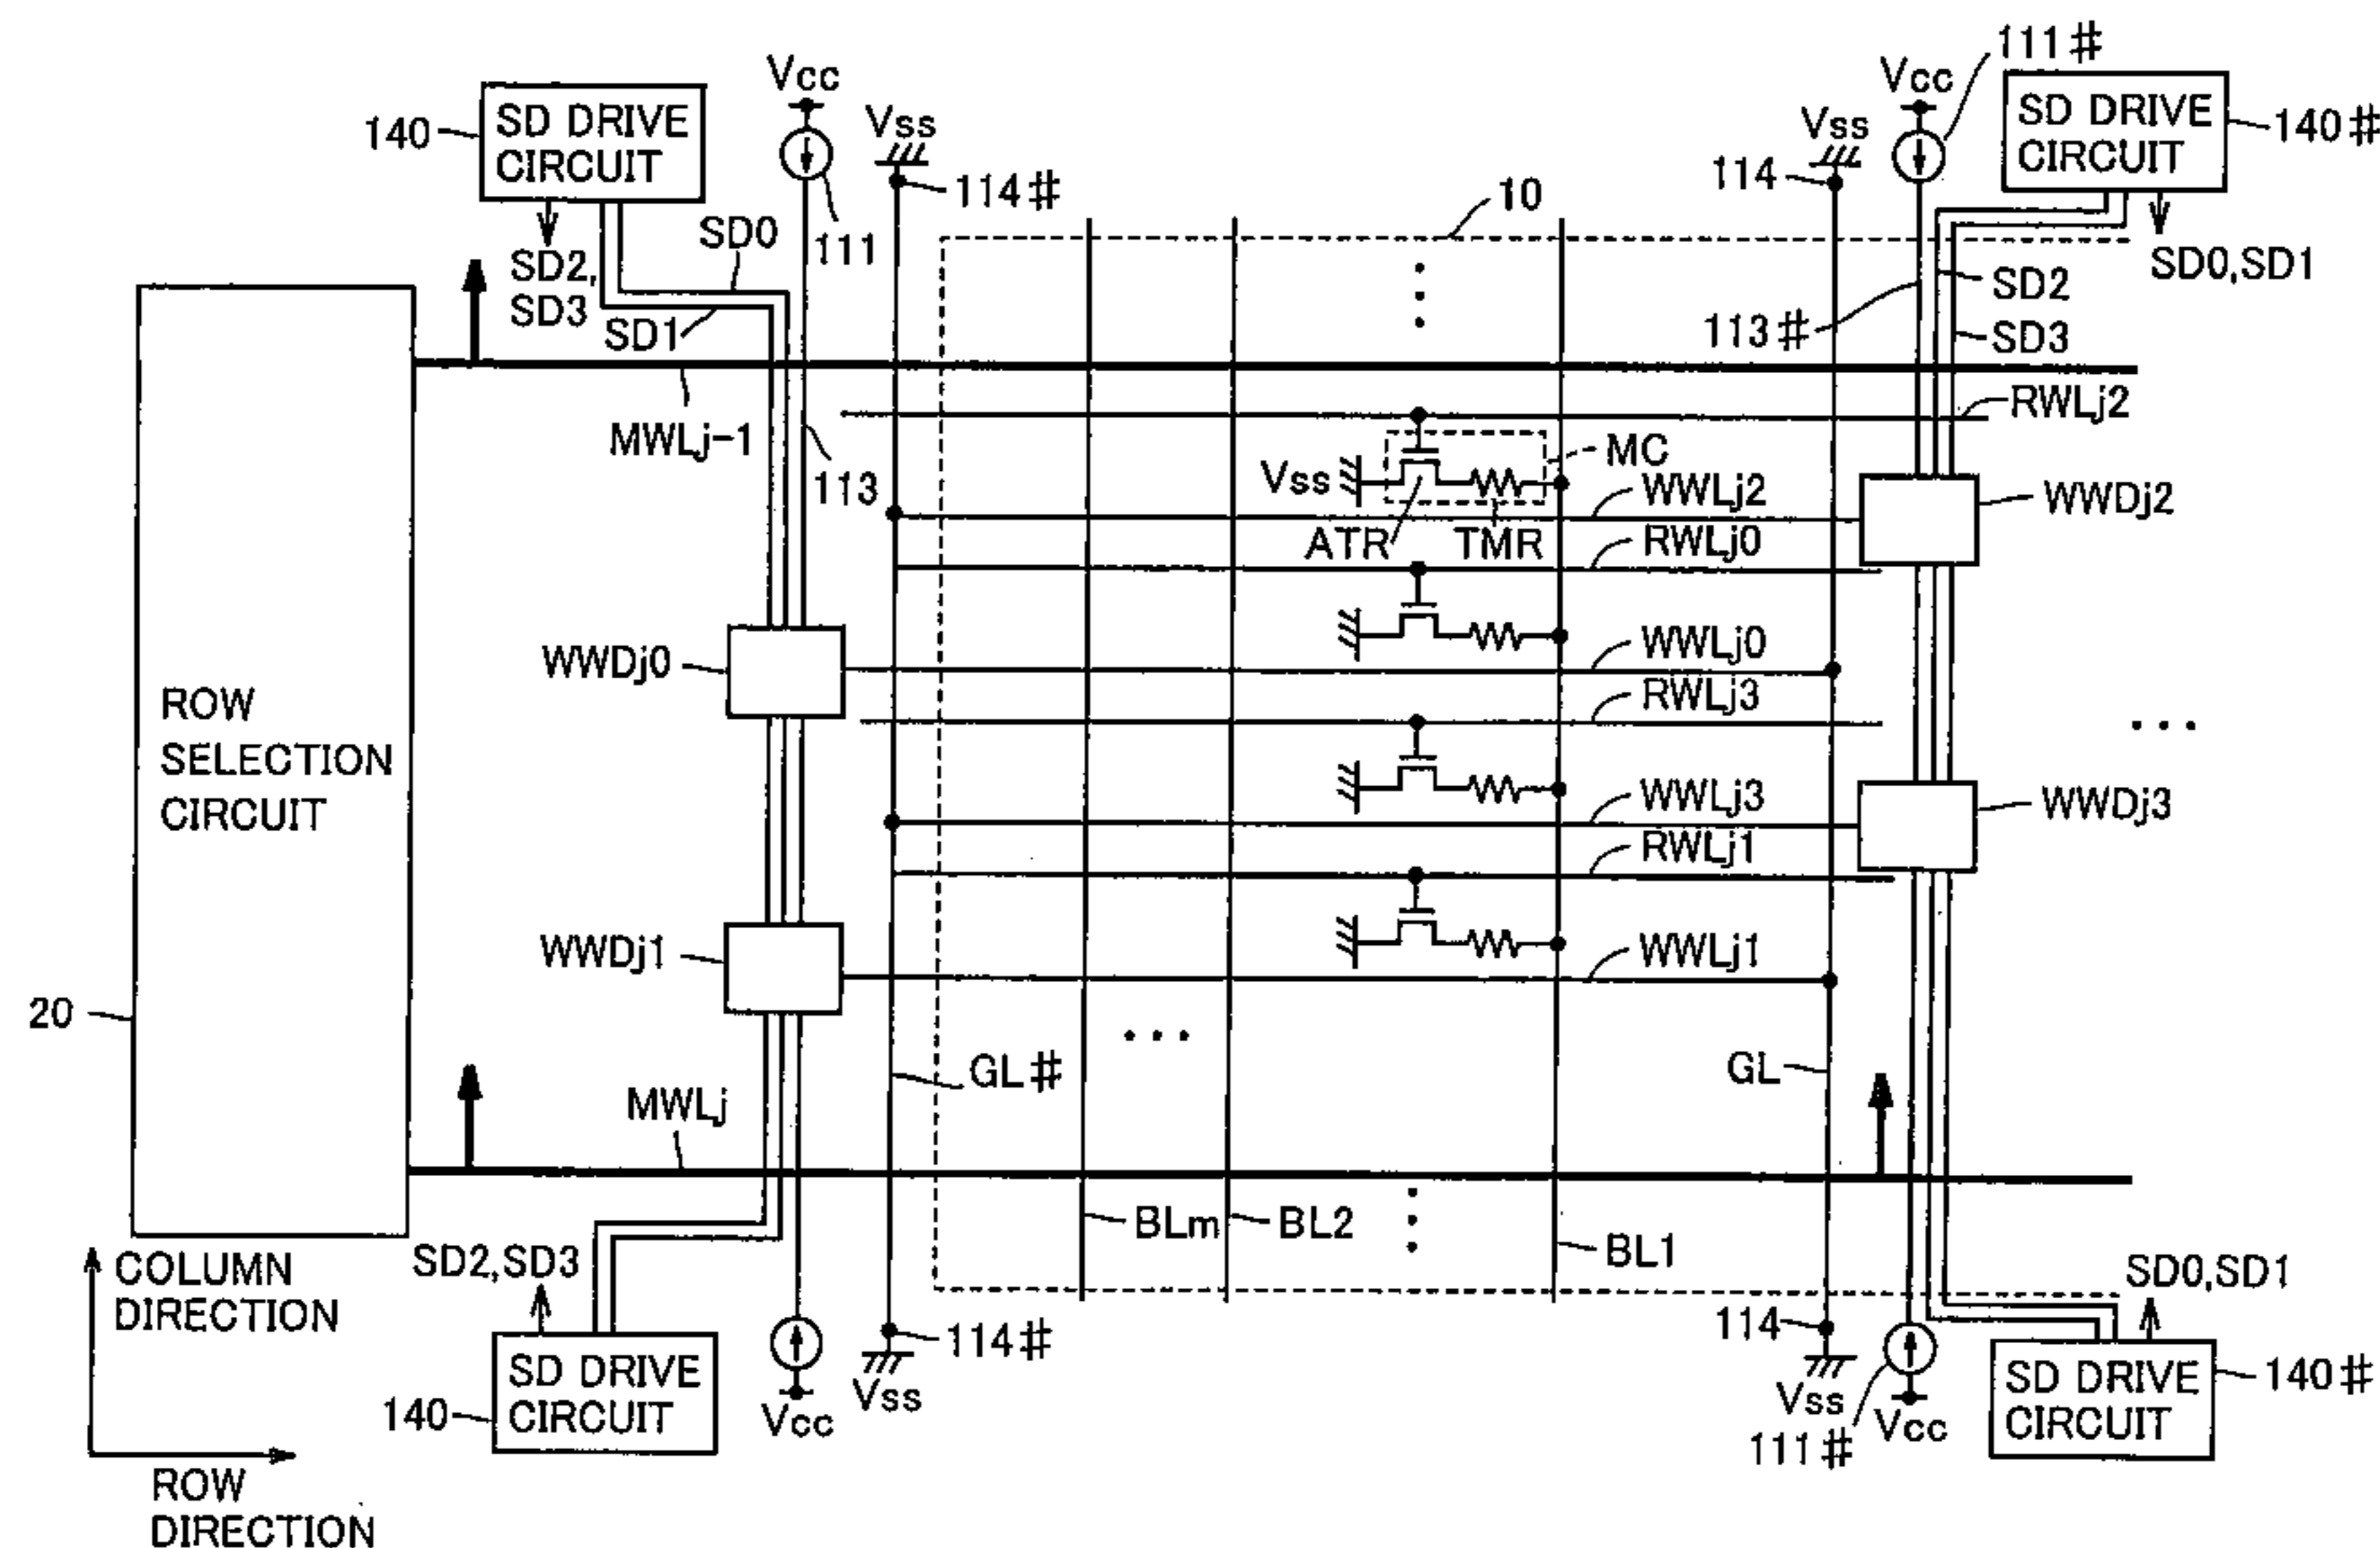 111#
Vcc
Vcc
SD DRIVE
CIRCUIT
140
Vss
Vss
SD DRIVE
CIRCUIT
140#
114#
114
10
SD0
111
SD2,
SD3
SD1
SD0,SD1
SD2
113#
SD3
RWLj2
MWLj-1
MC
113
Vss
WWLj2
WWDj2
ATR
TMR
RWLj0
WWDj0
WWLj0
RWLj3
ROW
SELECTION
CIRCUIT
WWLj3
WWDj3
RWLj1
WWDj1
WWLj1
20
GL#
GL
MWLj
BLm
BL2
BL1
SD2,SD3
SD0,SD1
COLUMN
DIRECTION
114#
114
SD DRIVE
CIRCUIT
140
Vcc
Vss
Vss
111#
Vcc
SD DRIVE
CIRCUIT
140#
ROW
DIRECTION